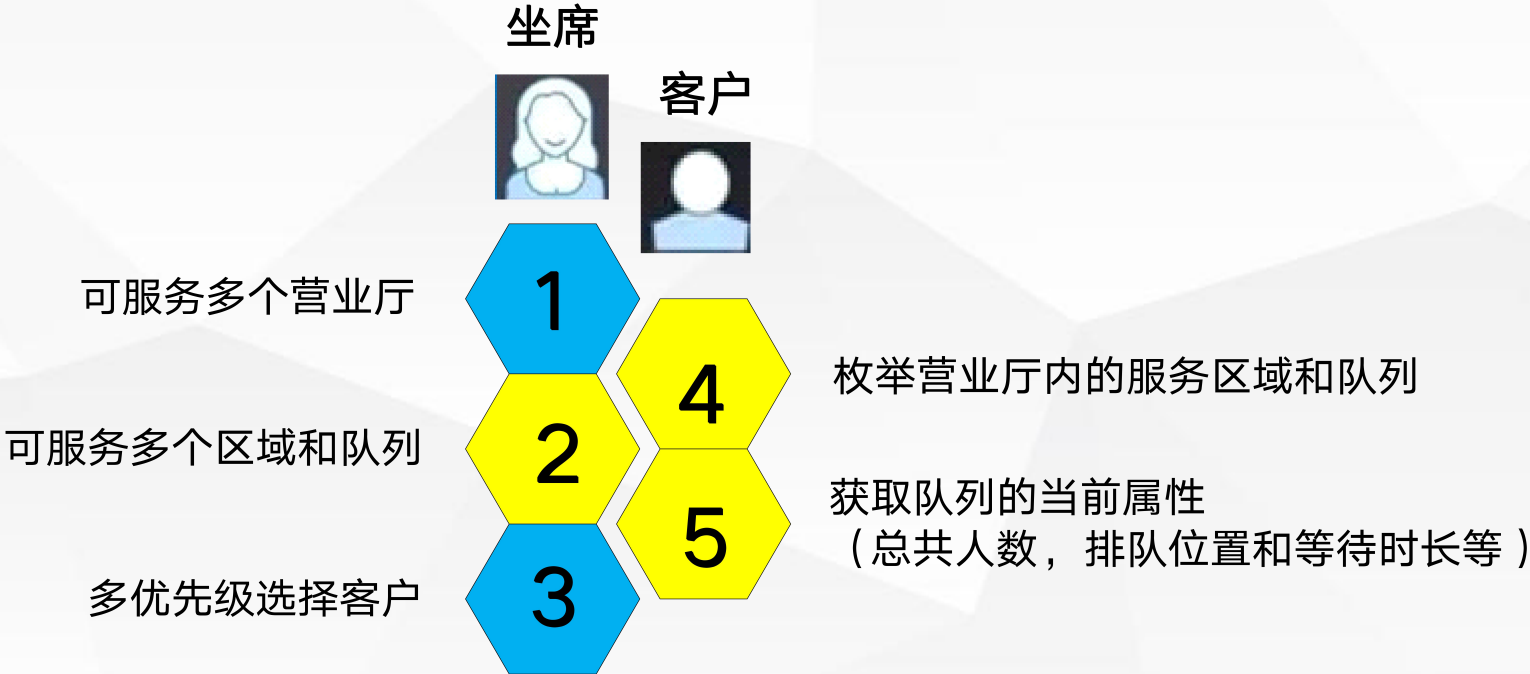 坐席
客户
可服务多个营业厅
1
4
枚举营业厅内的服务区域和队列
可服务多个区域和队列
2
5
获取队列的当前属性
（总共人数，排队位置和等待时长等）
多优先级选择客户
3